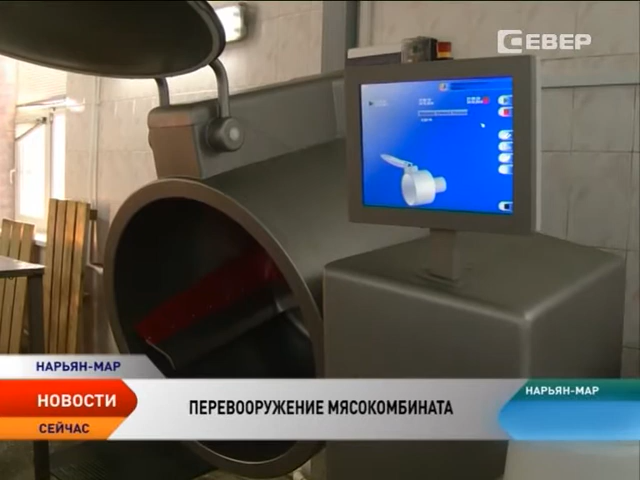 СЕВЕР
НАРЬЯН-МАР
НОВОСТИ
СЕЙЧАС
ПЕРЕВООРУЖЕНИЕ МЯСОКОМБИНАТА
НАРЬЯН-МАР